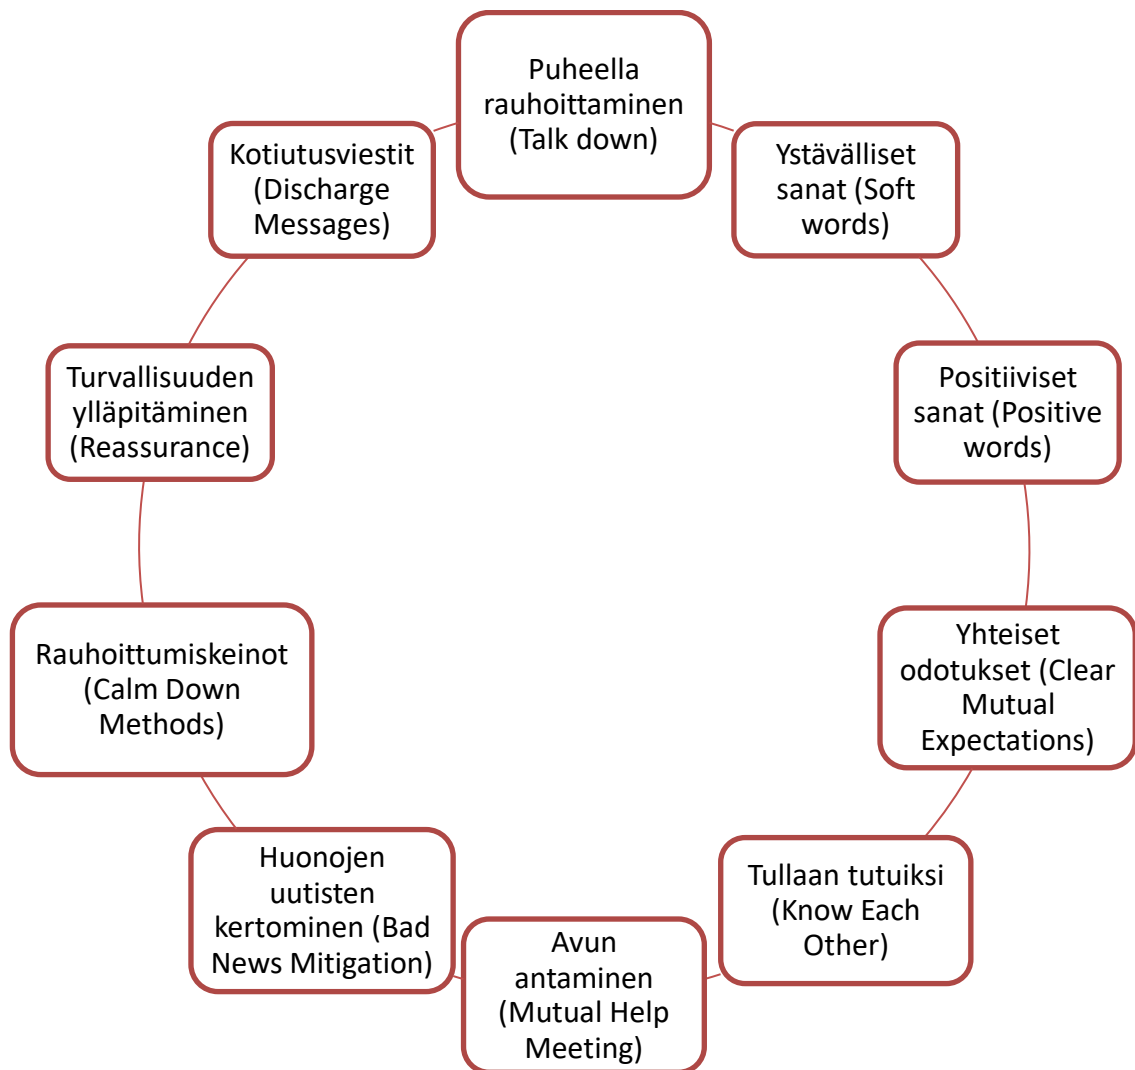 Puheella
rauhoittaminen
(Talk down)
Ystävälliset
sanat (Soft
words)
Positiiviset
sanat (Positive
words)
Yhteiset
odotukset (Clear
Mutual
Expectations)
Tullaan tutuiksi
(Know Each
Other)
Avun
antaminen
(Mutual Help
Meeting)
Huonojen
uutisten
kertominen (Bad
News Mitigation)
Rauhoittumiskeinot
(Calm Down
Methods)
Turvallisuuden
ylläpitäminen
(Reassurance)
Kotiutusviestit
(Discharge
Messages)